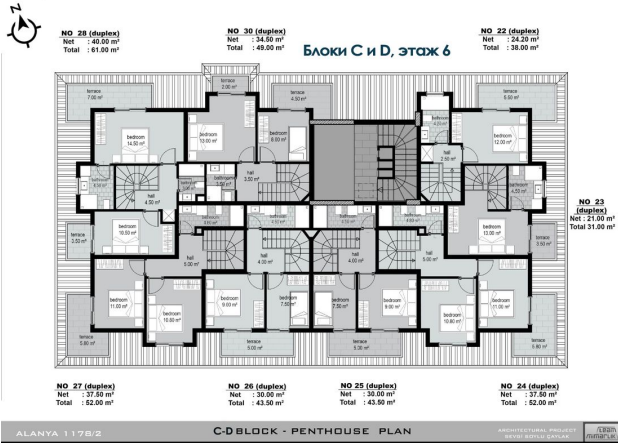 N
NO 28 (duplex)
Net : 40.00 m²
Total : 61.00 m²
NO 30 (duplex)
Net : 34.50 m²
Total : 49.00 m²
Блоки C и D, этаж 6
NO 22 (duplex)
Net : 24.20 m²
Total : 38.00 m²
terrace
7.00 m²
terrace
2.00 m²
terrace
4.50 m²
terrace
bedroom
14.50 m²
bedroom
13.00 m²
bedroom
bedroom
12.00 m²
hall
4.50 m²
hall
3.50 m²
hall
2.50 m²
bathroom
4.50 m²
NO 23
(duplex)
Net : 21.00 m²
Total 31.00 m²
terrace
3.50 m²
bedroom
hall
5.00 m²
hall
4.00 m²
hall
4.00 m²
hall
5.00 m²
bedroom
13.00 m²
terrace
3.50 m²
bedroom
11.00 m²
bedroom
10.80 m²
bedroom
9.00 m²
bedroom
7.50 m²
bedroom
7.50 m²
bedroom
9.00 m²
bedroom
10.80 m²
bedroom
11.00 m²
terrace
5.80 m²
terrace
5.00 m²
terrace
5.00 m²
terrace
5.80 m²
NO 27 (duplex)
Net : 37.50 m²
Total : 52.00 m²
NO 26 (duplex)
Net : 30.00 m²
Total : 43.50 m²
NO 25 (duplex)
Net : 30.00 m²
Total : 43.50 m²
NO 24 (duplex)
Net : 37.50 m²
Total : 52.00 m²
ALANYA 1178/2
C-D BLOCK - PENTHOUSE PLAN
ARCHITECTURAL PROJECT